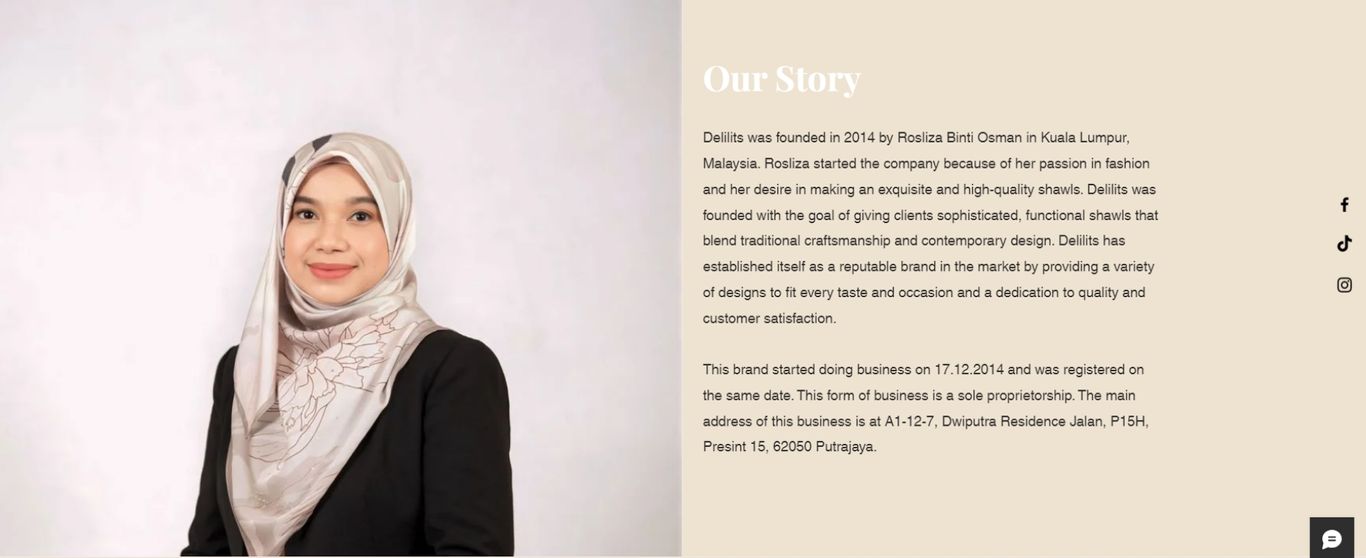 Our Story
Delilits was founded in 2014 by Rosliza Binti Osman in Kuala Lumpur,
Malaysia. Rosliza started the company because of her passion in fashion
and her desire in making an exquisite and high-quality shawls. Delilits was
founded with the goal of giving clients sophisticated, functional shawls that
blend traditional craftsmanship and contemporary design. Delilits has
established itself as a reputable brand in the market by providing a variety
of designs to fit every taste and occasion and a dedication to quality and
customer satisfaction.
This brand started doing business on 17.12.2014 and was registered on
the same date. This form of business is a sole proprietorship. The main
address of this business is at A1-12-7, Dwiputra Residence Jalan, P15H,
Presint 15, 62050 Putrajaya.